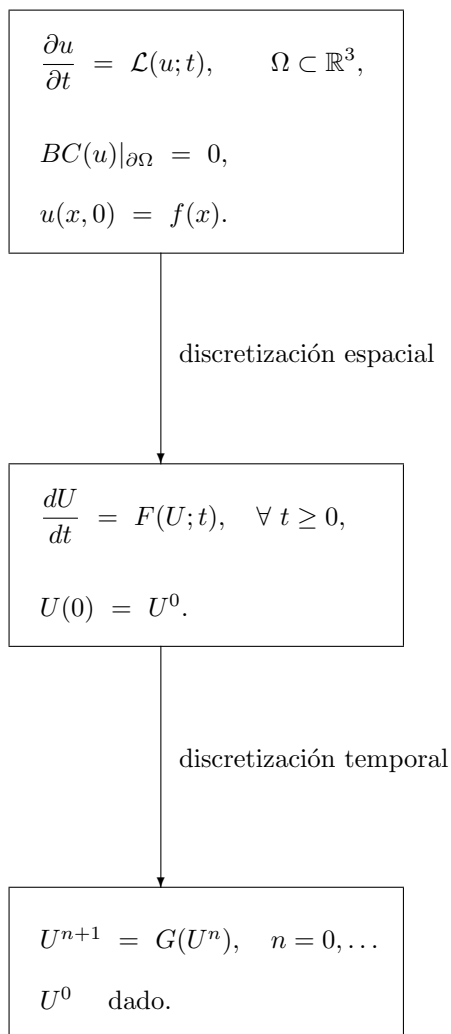 ∂u/∂t = ℒ(u; t), Ω ⊂ ℝ³,
BC(u)|∂Ω = 0,
u(x, 0) = f(x).
discretización espacial
dU/dt = F(U; t), ∀ t ≥ 0,
U(0) = U⁰.
discretización temporal
Uⁿ⁺¹ = G(Uⁿ), n = 0, …
U⁰ dado.